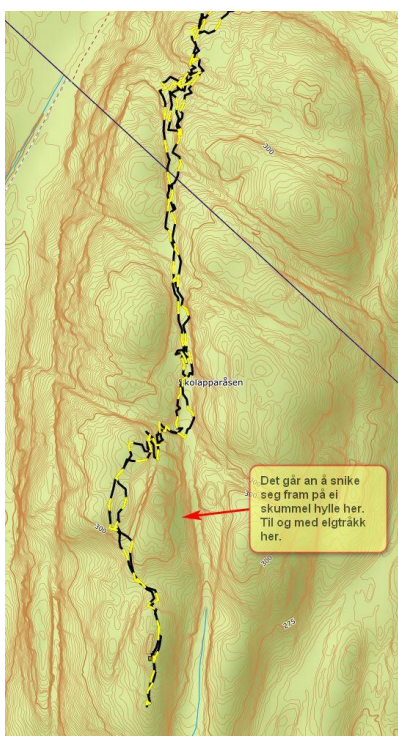 300
Skolapparåsen
Det går an å snike
seg fram på ei
skummel hylle her.
Til og med elgtråkk
her.
300
300
275